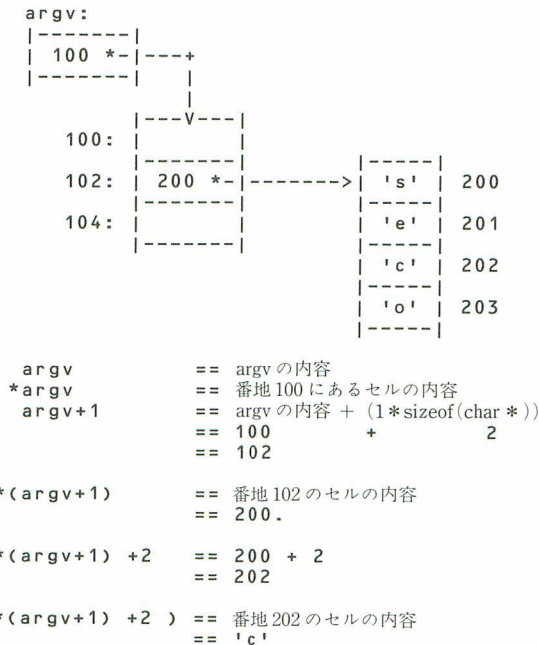 argv:
|-------|
| 100 *-|---+
|-------|   |
            |
        |---V---|
   100: |       |
        |-------|          |-----|
   102: | 200 *-|-------->| 's' | 200
        |-------|          |-----|
   104: |       |          | 'e' | 201
        |-------|          |-----|
                           | 'c' | 202
                           |-----|
                           | 'o' | 203
                           |-----|
argv == argvの内容
*argv == 番地100にあるセルの内容
argv+1 == argvの内容 + (1*sizeof(char *))
== 100 + 2
== 102
*(argv+1) == 番地102のセルの内容
== 200.
*(argv+1) +2 == 200 + 2
== 202
*(argv+1) +2 ) == 番地202のセルの内容
== 'c'